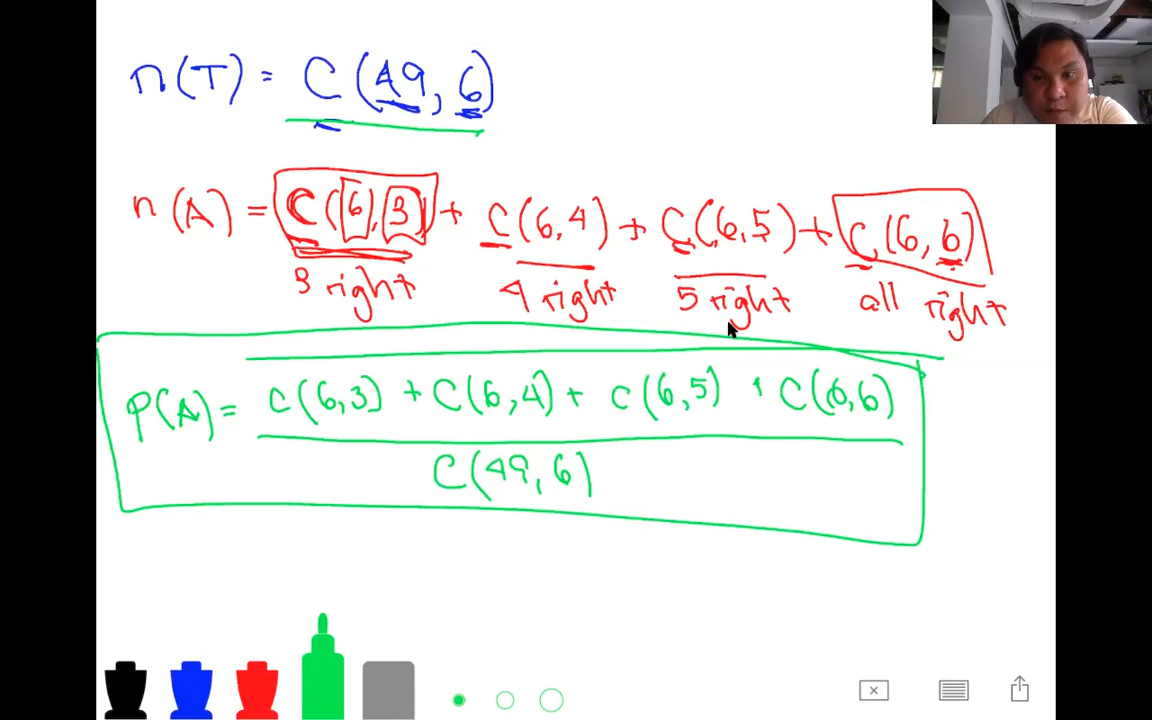 n(T) = C(49,6)
n(A) = C(6,3) + C(6,4) + C(6,5) + C(6,6)
3 right 4 right 5 right all right
P(A) = C(6,3) + C(6,4) + C(6,5) + C(6,6)
C(49,6)